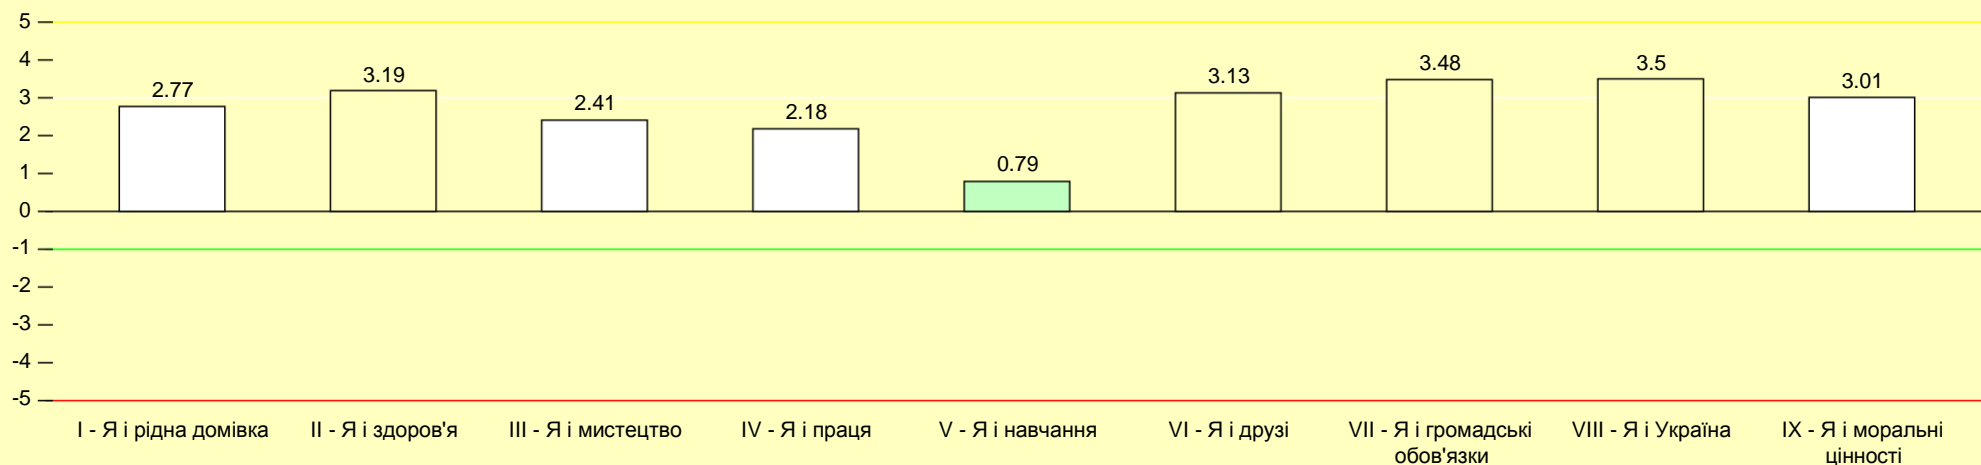 5
4
3
2
1
0
-1
-2
-3
-4
-5
2.77
3.19
2.41
2.18
0.79
3.13
3.48
3.5
3.01
I - Я і рідна домівка
II - Я і здоров'я
III - Я і мистецтво
IV - Я і праця
V - Я і навчання
VI - Я і друзі
VII - Я і громадські
обов'язки
VIII - Я і Україна
IX - Я і моральні
цінності